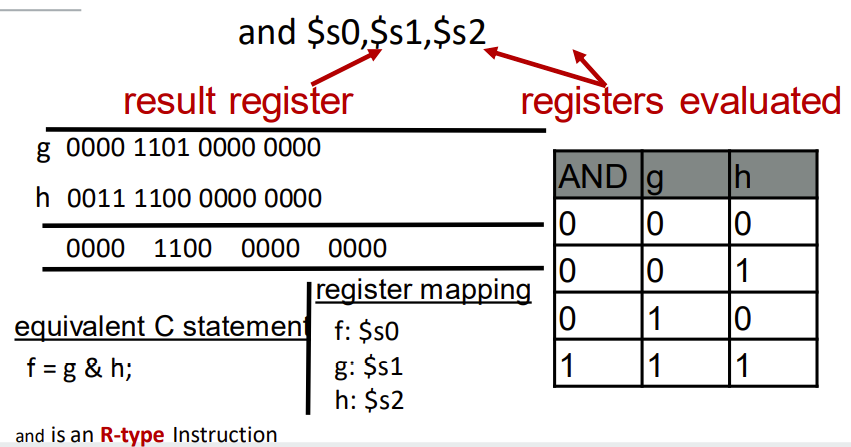 and $s0,$s1,$s2
result register
registers evaluated
g 0000 1101 0000 0000
h 0011 1100 0000 0000
0000 1100 0000 0000
AND g h
0 0 0
0 0 1
0 1 0
1 1 1
equivalent C statement
f = g & h;
register mapping
f: $s0
g: $s1
h: $s2
and is an R-type Instruction